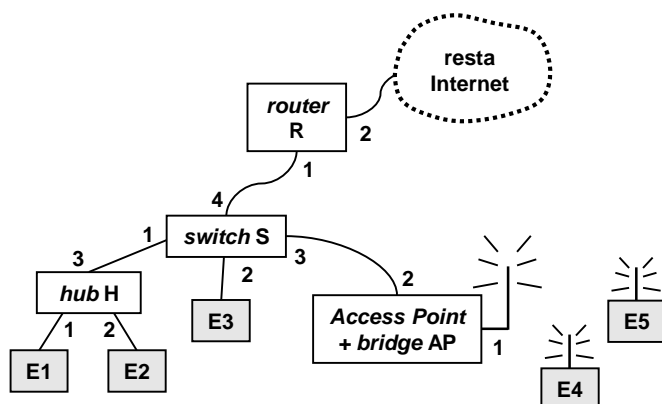 resta
Internet
router
R
2
1
4
1
switch S
3
2
3
hub H
2
1
2
E3
Access Point
+ bridge AP
1
E5
E1
E2
E4